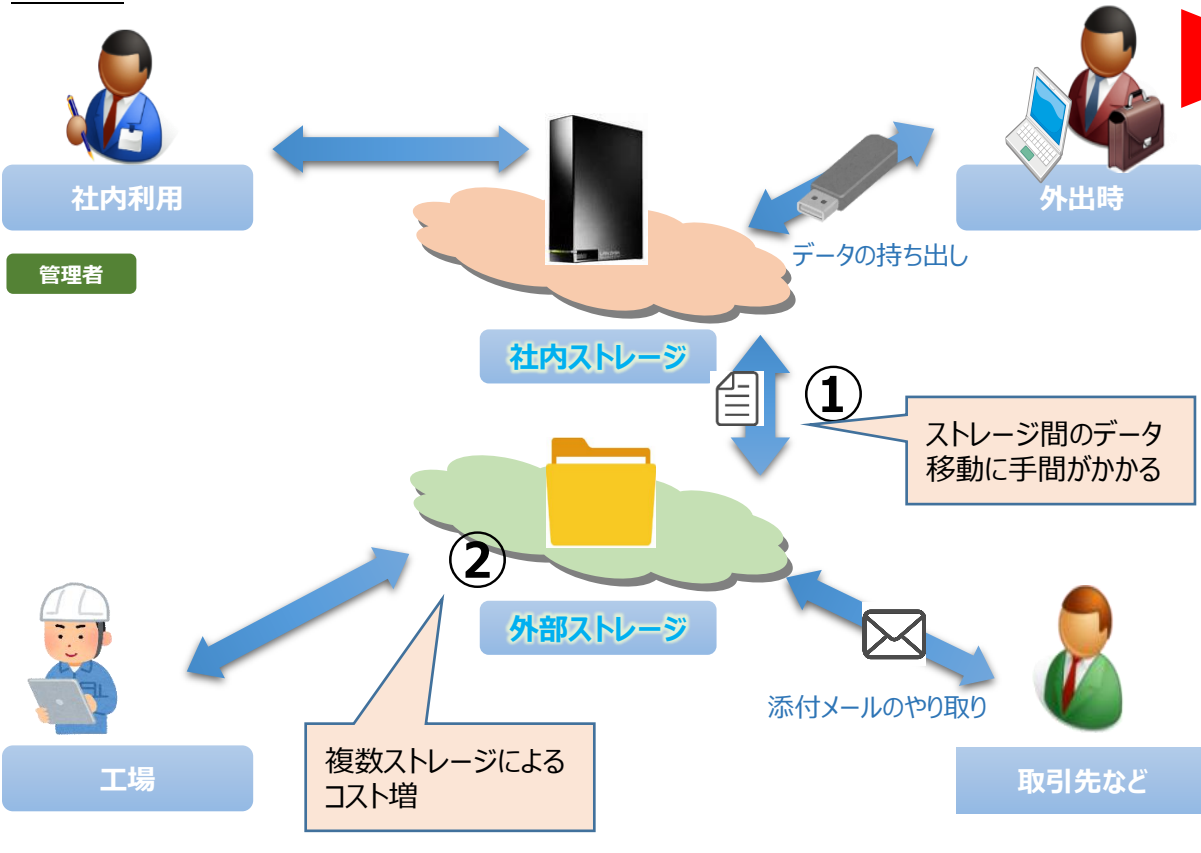 社内利用
管理者
外出時
データの持ち出し
社内ストレージ
①
ストレージ間のデータ
移動に手間がかかる
②
外部ストレージ
添付メールのやり取り
複数ストレージによる
コスト増
工場
取引先など